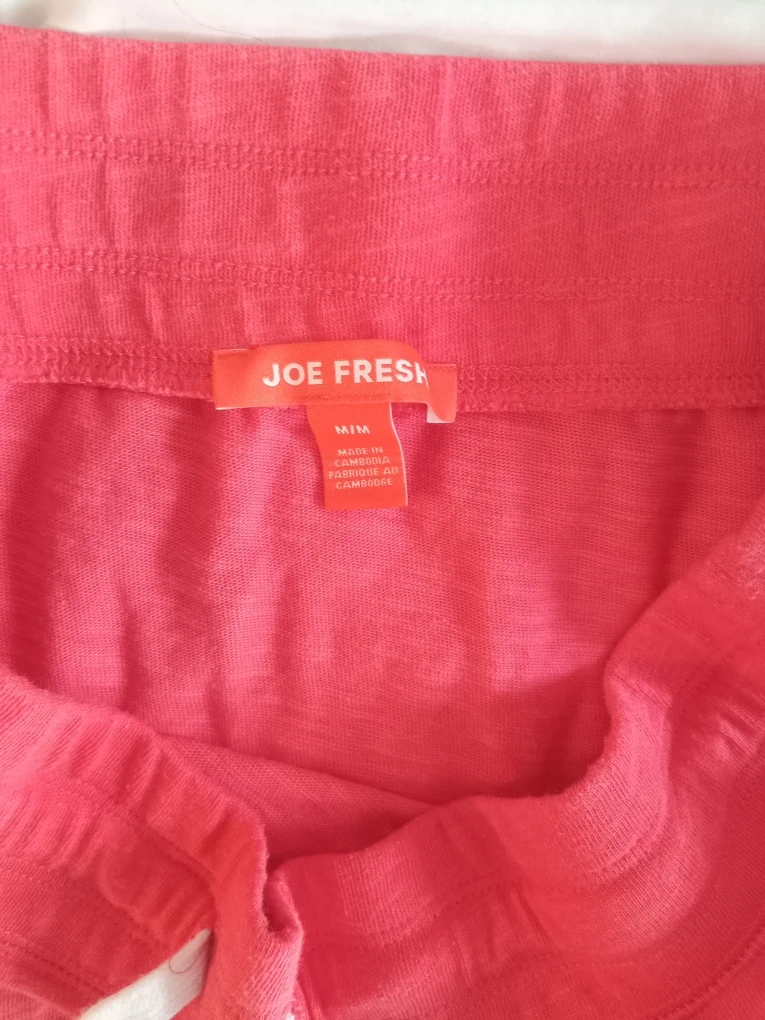 JOE FRESH
M/M
MADE IN
CAMBODIA
FABRIQUE AU
CAMBODGE